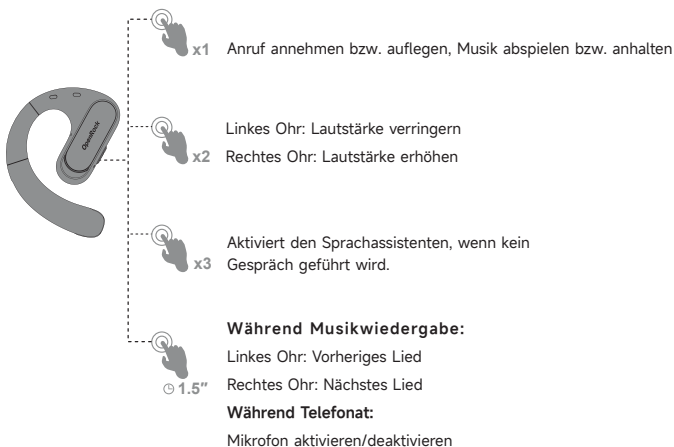 OpenRock
x1
Anruf annehmen bzw. auflegen, Musik abspielen bzw. anhalten
Linkes Ohr: Lautstärke verringern
x2
Rechtes Ohr: Lautstärke erhöhen
Aktiviert den Sprachassistenten, wenn kein
x3
Gespräch geführt wird.
Während Musikwiedergabe:
Linkes Ohr: Vorheriges Lied
1.5"
Rechtes Ohr: Nächstes Lied
Während Telefonat:
Mikrofon aktivieren/deaktivieren